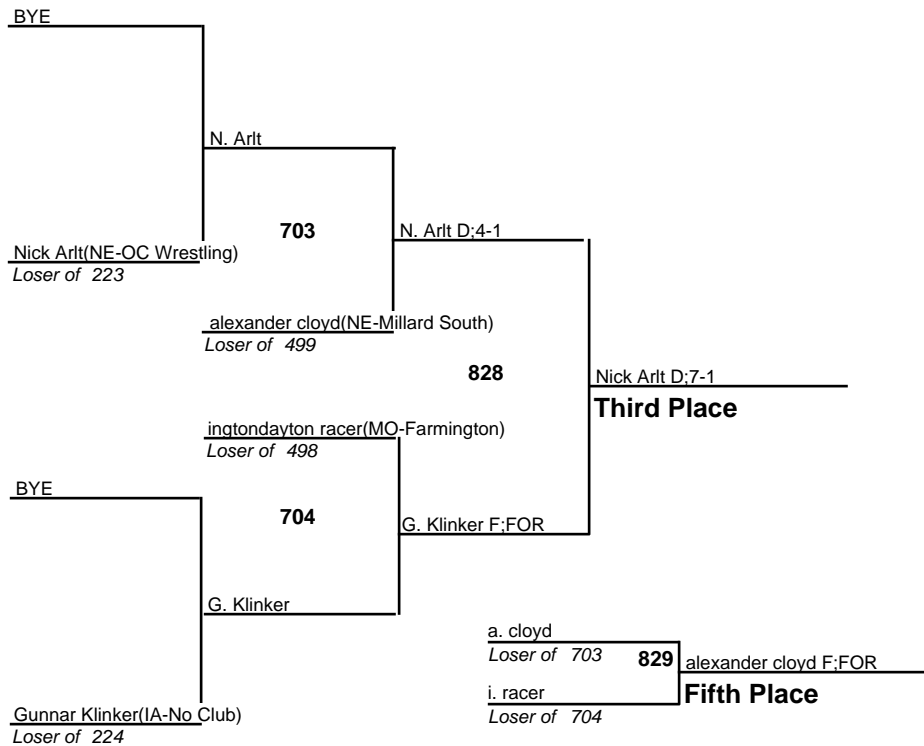 BYE
N. Arlt
703
N. Arlt D;4-1
Nick Arlt(NE-OC Wrestling)
Loser of 223
alexander cloyd(NE-Millard South)
Loser of 499
828
Nick Arlt D;7-1
Third Place
ingtondayton racer(MO-Farmington)
Loser of 498
BYE
704
G. Klinker F;FOR
G. Klinker
a. cloyd
Loser of 703
829
alexander cloyd F;FOR
Fifth Place
i. racer
Loser of 704
Gunnar Klinker(IA-No Club)
Loser of 224